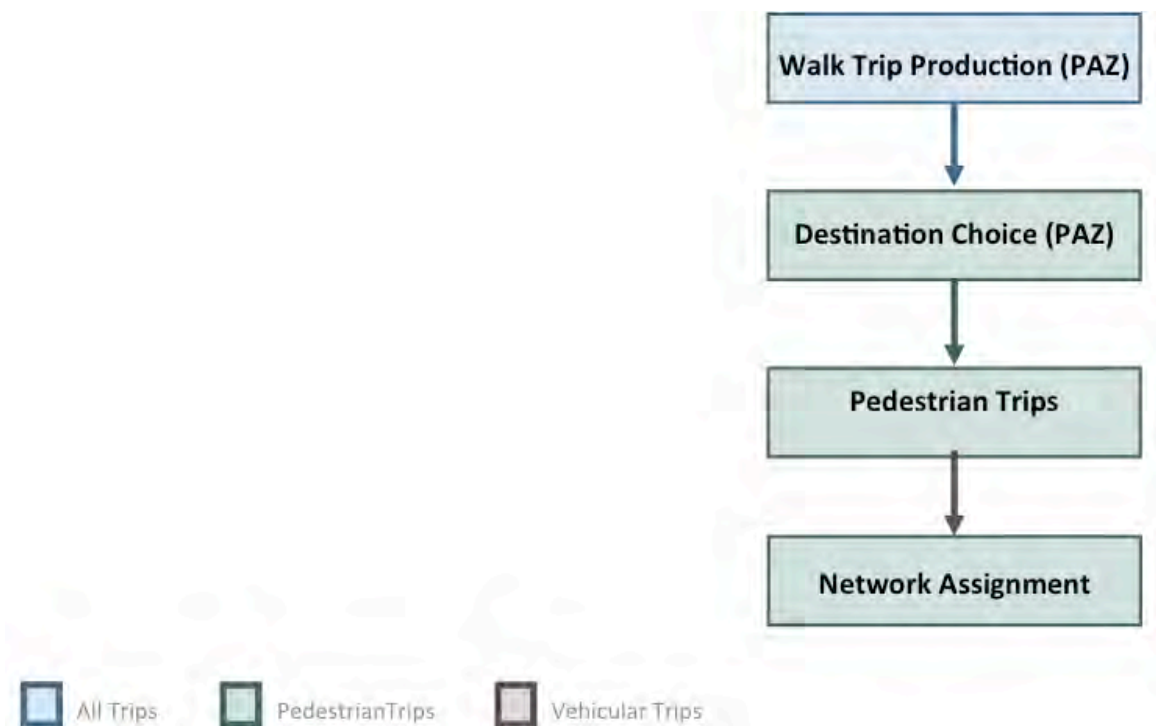 Walk Trip Production (PAZ)
Destination Choice (PAZ)
Pedestrian Trips
Network Assignment
All Trips
PedestrianTrips
Vehicular Trips